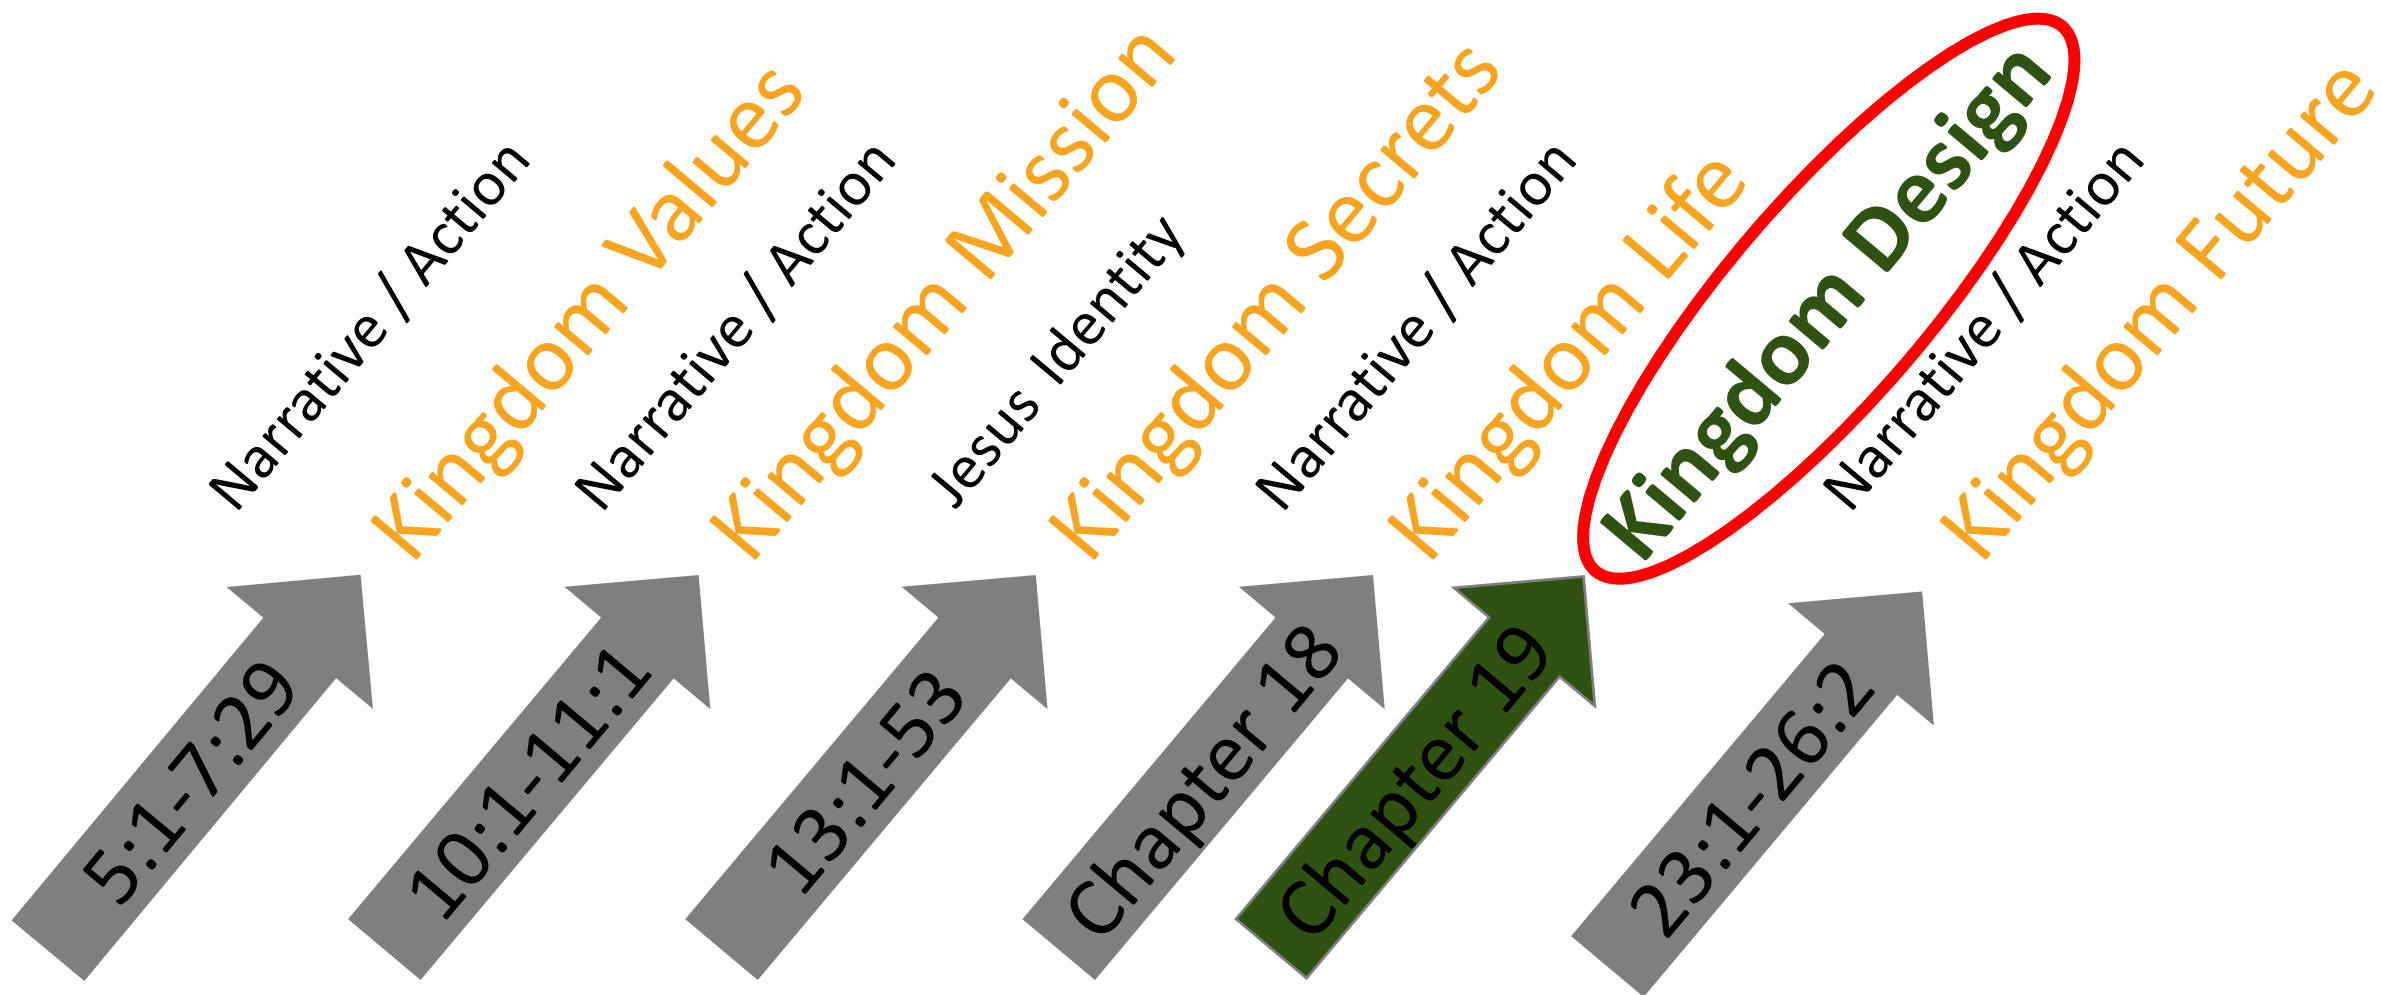 Narrative / Action
Kingdom Values
Narrative / Action
Kingdom Mission
Jesus Identity
Kingdom Secrets
Narrative / Action
Kingdom Life
Kingdom Design
Narrative / Action
Kingdom Future
5:1-7:29
10:1-11:1
13:1-53
Chapter 18
Chapter 19
23:1-26:2